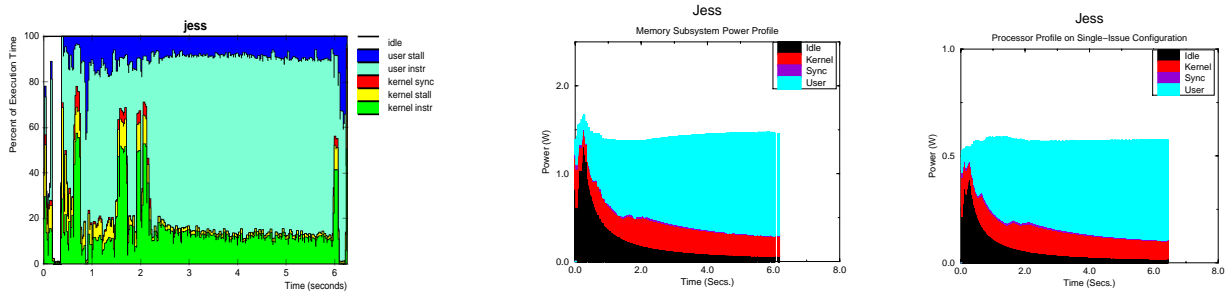 jess
Percent of Execution Time
100
80
60
40
20
0
0
1
2
3
4
5
6
Time (seconds)
idle
user stall
user instr
kernel sync
kernel stall
kernel instr
Jess
Memory Subsystem Power Profile
Power (W)
2.0
1.0
0.0
0.0
2.0
4.0
6.0
8.0
Time (Secs.)
Idle
Kernel
Sync
User
Jess
Processor Profile on Single−Issue Configuration
Power (W)
1.0
0.5
0.0
0.0
2.0
4.0
6.0
8.0
Time (Secs.)
Idle
Kernel
Sync
User